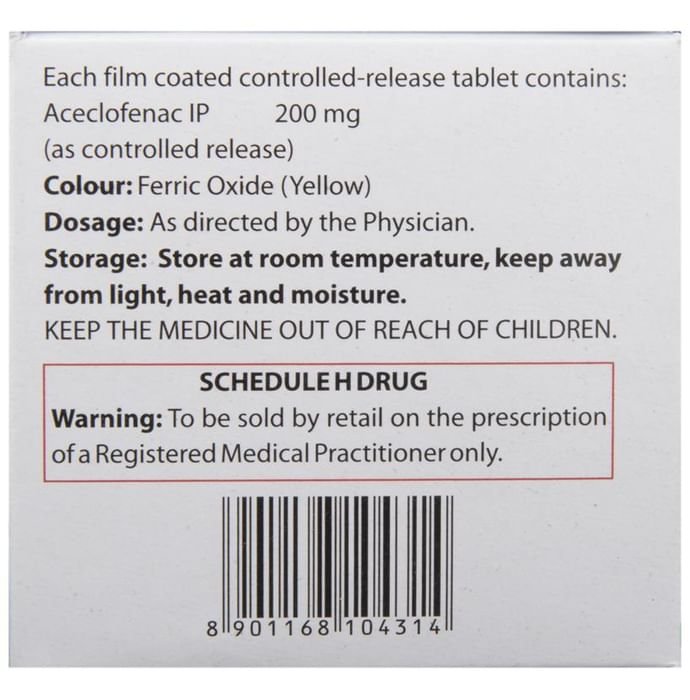 Each film coated controlled-release tablet contains:
Aceclofenac IP 200 mg
(as controlled release)
Colour: Ferric Oxide (Yellow)
Dosage: As directed by the Physician.
Storage: Store at room temperature, keep away
from light, heat and moisture.
KEEP THE MEDICINE OUT OF REACH OF CHILDREN.
SCHEDULE H DRUG
Warning: To be sold by retail on the prescription
of a Registered Medical Practitioner only.
8 901168 104314